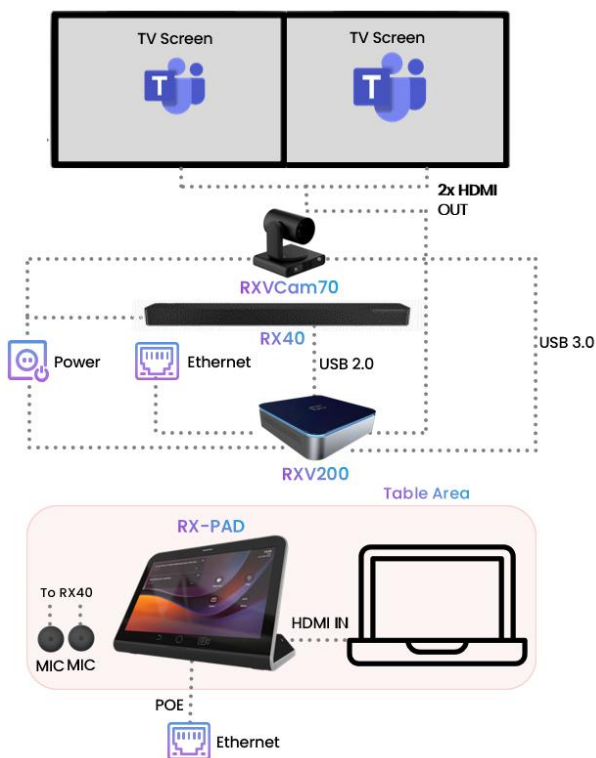 TV Screen
TV Screen
T
T
2x HDMI
OUT
RXVCam70
RX40
Power
Ethernet
USB 2.0
USB 3.0
RXV200
Table Area
RX-PAD
To RX40
HDMI IN
MIC MIC
POE
Ethernet